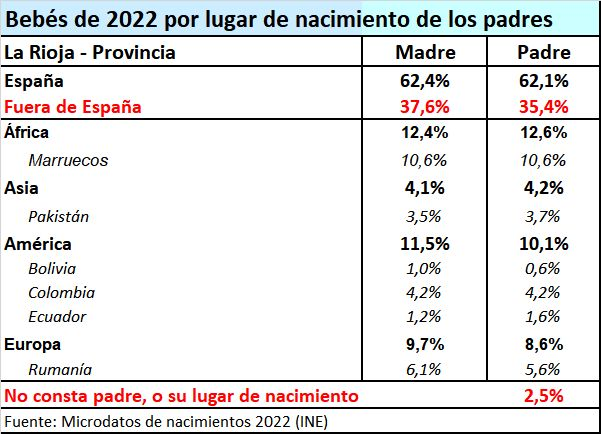 Bebés de 2022 por lugar de nacimiento de los padres
La Rioja - Provincia Madre Padre
España 62,4% 62,1%
Fuera de España 37,6% 35,4%
África 12,4% 12,6%
Marruecos 10,6% 10,6%
Asia 4,1% 4,2%
Pakistán 3,5% 3,7%
América 11,5% 10,1%
Bolivia 1,0% 0,6%
Colombia 4,2% 4,2%
Ecuador 1,2% 1,6%
Europa 9,7% 8,6%
Rumanía 6,1% 5,6%
No consta padre, o su lugar de nacimiento 2,5%
Fuente: Microdatos de nacimientos 2022 (INE)